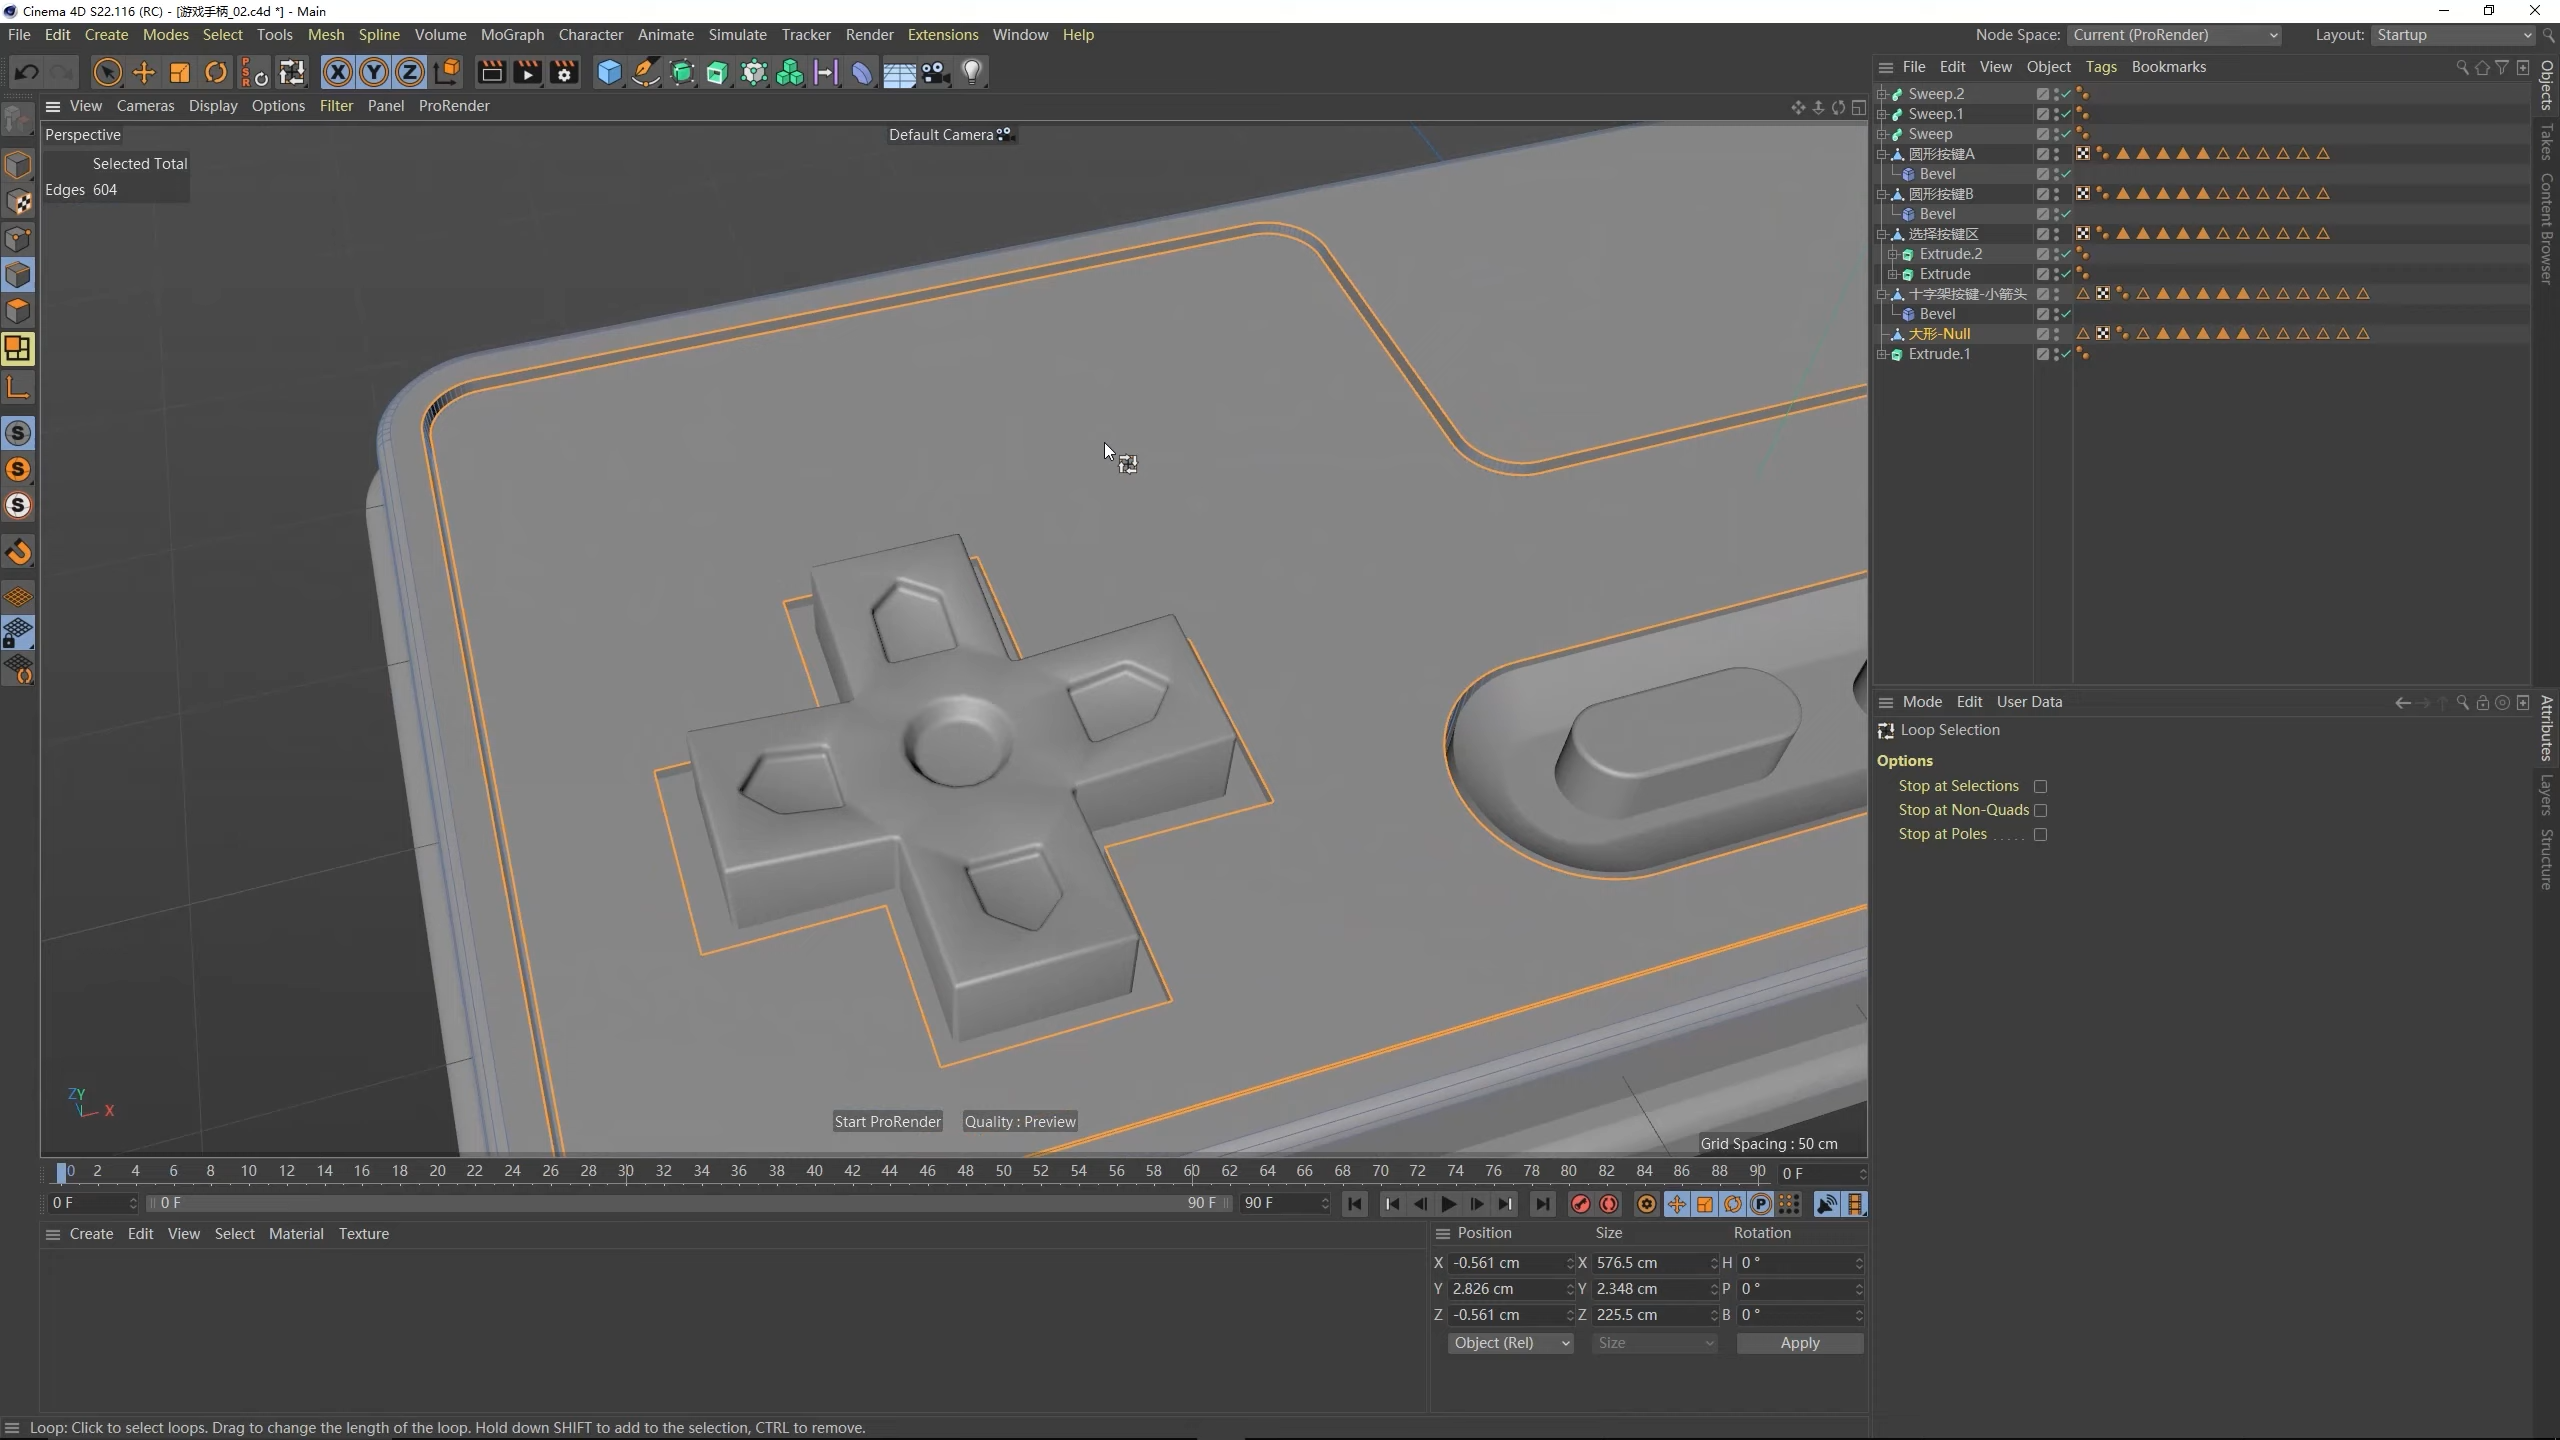 Cinema 4D S22.116 (RC) - [游戏手柄_02.c4d *] - Main
File Edit Create Modes Select Tools Mesh Spline Volume MoGraph Character Animate Simulate Tracker Render Extensions Window Help
Node Space: Current (ProRender) Layout: Startup
PSR X Y Z
File Edit View Object Tags Bookmarks
View Cameras Display Options Filter Panel ProRender
Perspective
Default Camera
Selected Total
Edges 604
Sweep.2
Sweep.1
Sweep
圆形按键A
Bevel
圆形按键B
Bevel
选择按键区
Extrude.2
Extrude
十字架按键-小箭头
Bevel
大形-Null
Extrude.1
Objects
Takes
Content Browser
S
S
S
Mode Edit User Data
Loop Selection
Options
Stop at Selections
Stop at Non-Quads
Stop at Poles . . . . .
Attributes
Layers
Structure
ZY
X
Start ProRender Quality : Preview
Grid Spacing : 50 cm
0 2 4 6 8 10 12 14 16 18 20 22 24 26 28 30 32 34 36 38 40 42 44 46 48 50 52 54 56 58 60 62 64 66 68 70 72 74 76 78 80 82 84 86 88 90 0 F
0 F 0 F 90 F 90 F P
Create Edit View Select Material Texture
Position Size Rotation
X -0.561 cm X 576.5 cm H 0 °
Y 2.826 cm Y 2.348 cm P 0 °
Z -0.561 cm Z 225.5 cm B 0 °
Object (Rel) Size Apply
Loop: Click to select loops. Drag to change the length of the loop. Hold down SHIFT to add to the selection, CTRL to remove.